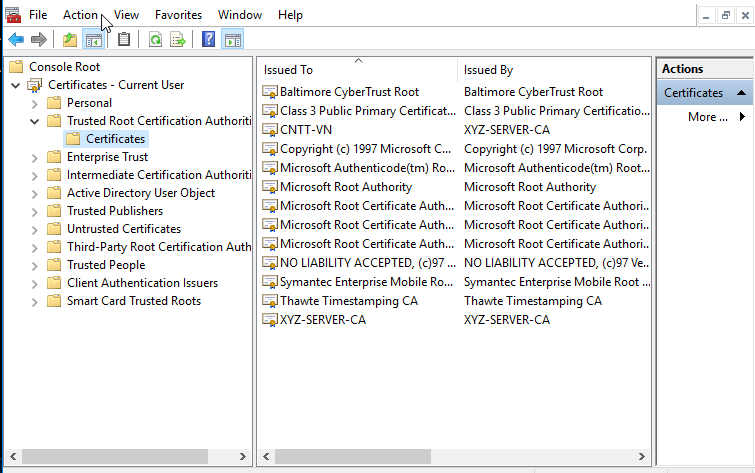 File Action View Favorites Window Help
Console Root
Certificates - Current User
Personal
Trusted Root Certification Authoriti
Certificates
Enterprise Trust
Intermediate Certification Authoriti
Active Directory User Object
Trusted Publishers
Untrusted Certificates
Third-Party Root Certification Auth
Trusted People
Client Authentication Issuers
Smart Card Trusted Roots
Issued To Issued By
Baltimore CyberTrust Root Baltimore CyberTrust Root
Class 3 Public Primary Certificat... Class 3 Public Primary Certificatio...
CNTT-VN XYZ-SERVER-CA
Copyright (c) 1997 Microsoft C... Copyright (c) 1997 Microsoft Corp.
Microsoft Authenticode(tm) Ro... Microsoft Authenticode(tm) Root...
Microsoft Root Authority Microsoft Root Authority
Microsoft Root Certificate Auth... Microsoft Root Certificate Authori...
Microsoft Root Certificate Auth... Microsoft Root Certificate Authori...
Microsoft Root Certificate Auth... Microsoft Root Certificate Authori...
NO LIABILITY ACCEPTED, (c)97 ... NO LIABILITY ACCEPTED, (c)97 Ve...
Symantec Enterprise Mobile Ro... Symantec Enterprise Mobile Root ...
Thawte Timestamping CA Thawte Timestamping CA
XYZ-SERVER-CA XYZ-SERVER-CA
Actions
Certificates
More ...